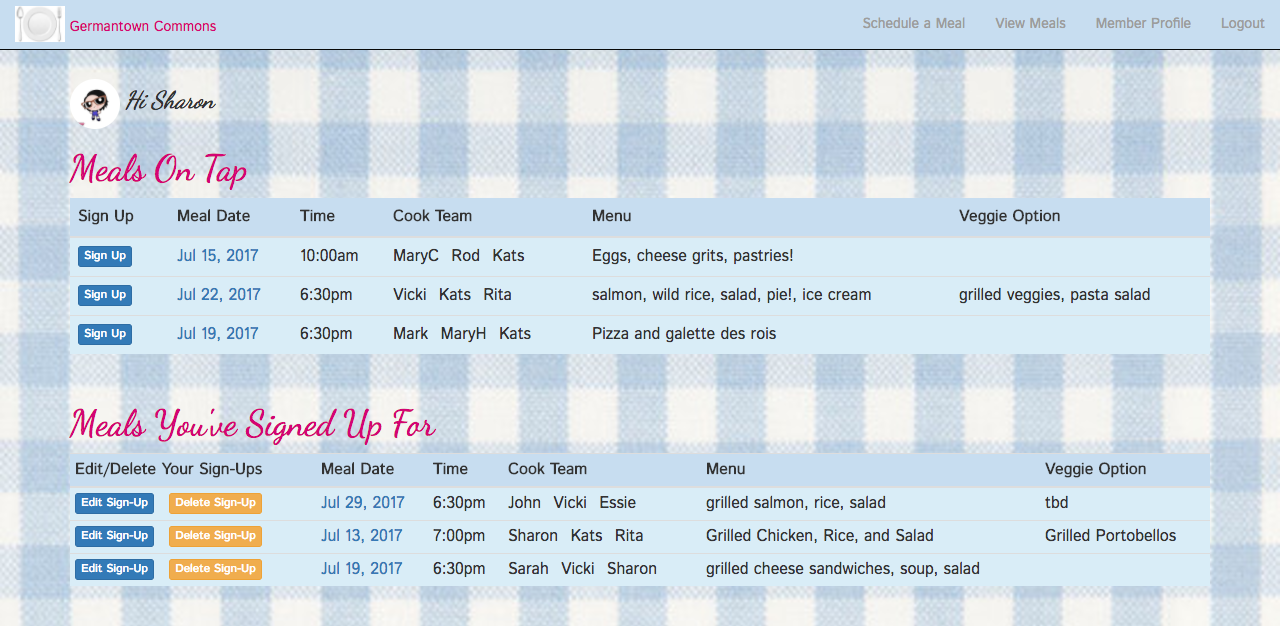 Germantown Commons Schedule a Meal View Meals Member Profile Logout
Hi Sharon
Meals On Tap
Sign Up Meal Date Time Cook Team Menu Veggie Option
Sign Up Jul 15, 2017 10:00am MaryC Rod Kats Eggs, cheese grits, pastries!
Sign Up Jul 22, 2017 6:30pm Vicki Kats Rita salmon, wild rice, salad, pie!, ice cream grilled veggies, pasta salad
Sign Up Jul 19, 2017 6:30pm Mark MaryH Kats Pizza and galette des rois
Meals You've Signed Up For
Edit/Delete Your Sign-Ups Meal Date Time Cook Team Menu Veggie Option
Edit Sign-Up Delete Sign-Up Jul 29, 2017 6:30pm John Vicki Essie grilled salmon, rice, salad tbd
Edit Sign-Up Delete Sign-Up Jul 13, 2017 7:00pm Sharon Kats Rita Grilled Chicken, Rice, and Salad Grilled Portobellos
Edit Sign-Up Delete Sign-Up Jul 19, 2017 6:30pm Sarah Vicki Sharon grilled cheese sandwiches, soup, salad